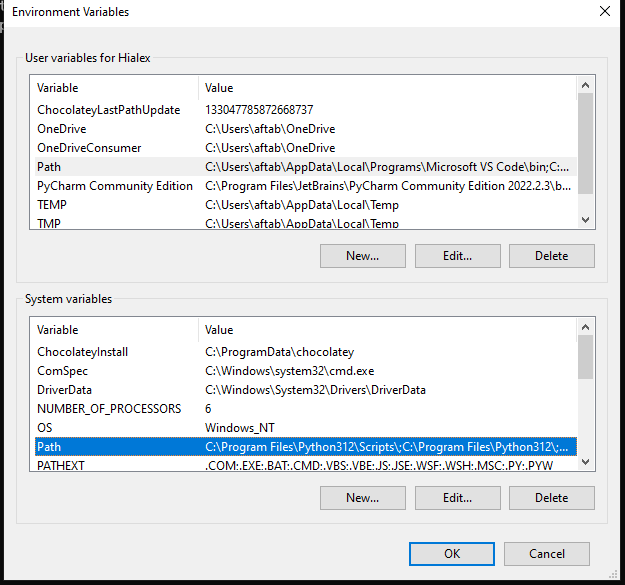 Environment Variables
User variables for Hialex
Variable Value
ChocolateyLastPathUpdate 133047785872668737
OneDrive C:\Users\aftab\OneDrive
OneDriveConsumer C:\Users\aftab\OneDrive
Path C:\Users\aftab\AppData\Local\Programs\Microsoft VS Code\bin;C:...
PyCharm Community Edition C:\Program Files\JetBrains\PyCharm Community Edition 2022.2.3\b...
TEMP C:\Users\aftab\AppData\Local\Temp
TMP C:\Users\aftab\AppData\Local\Temp
New... Edit... Delete
System variables
Variable Value
ChocolateyInstall C:\ProgramData\chocolatey
ComSpec C:\Windows\system32\cmd.exe
DriverData C:\Windows\System32\Drivers\DriverData
NUMBER_OF_PROCESSORS 6
OS Windows_NT
Path C:\Program Files\Python312\Scripts\;C:\Program Files\Python312\;...
PATHEXT .COM;.EXE;.BAT;.CMD;.VBS;.VBE;.JS;.JSE;.WSF;.WSH;.MSC;.PY;.PYW
New... Edit... Delete
OK Cancel